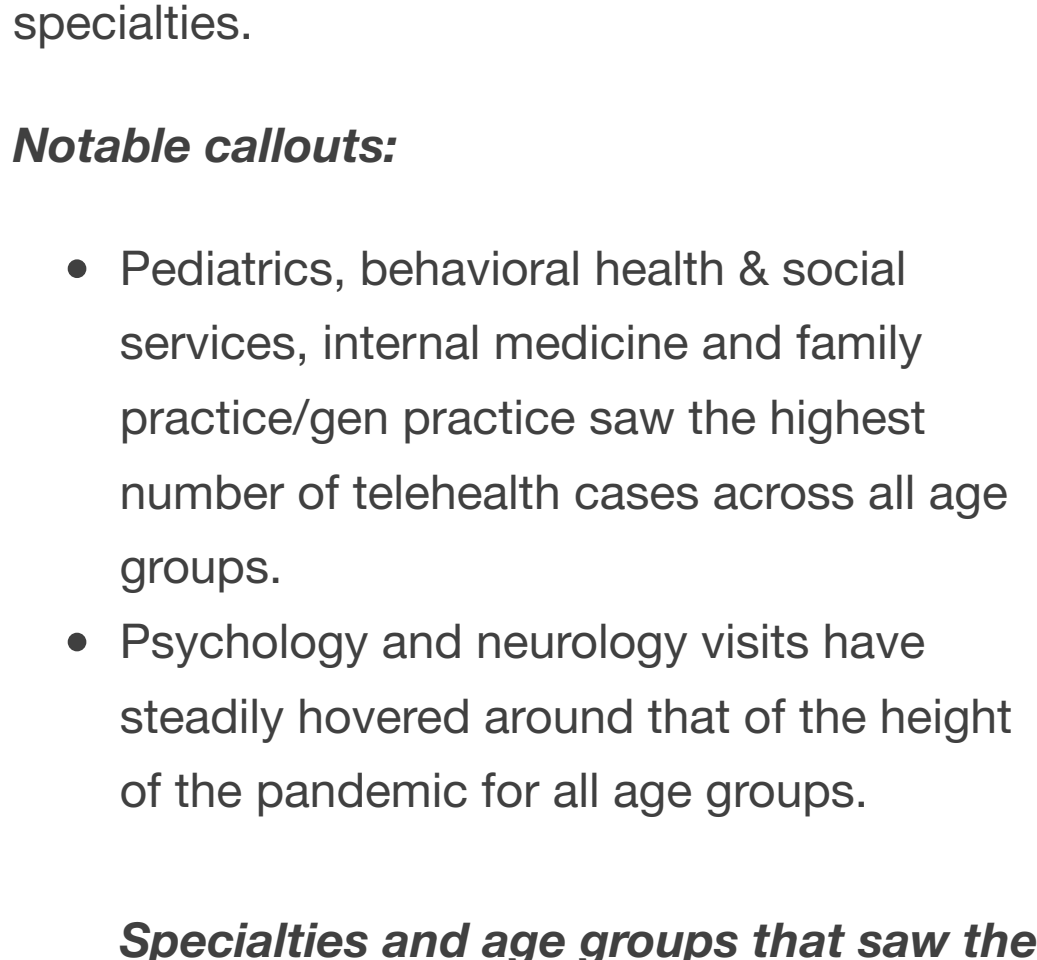 specialties.
Notable callouts:
• Pediatrics, behavioral health & social
services, internal medicine and family
practice/gen practice saw the highest
number of telehealth cases across all age
groups.
• Psychology and neurology visits have
steadily hovered around that of the height
of the pandemic for all age groups.
Specialties and age groups that saw the